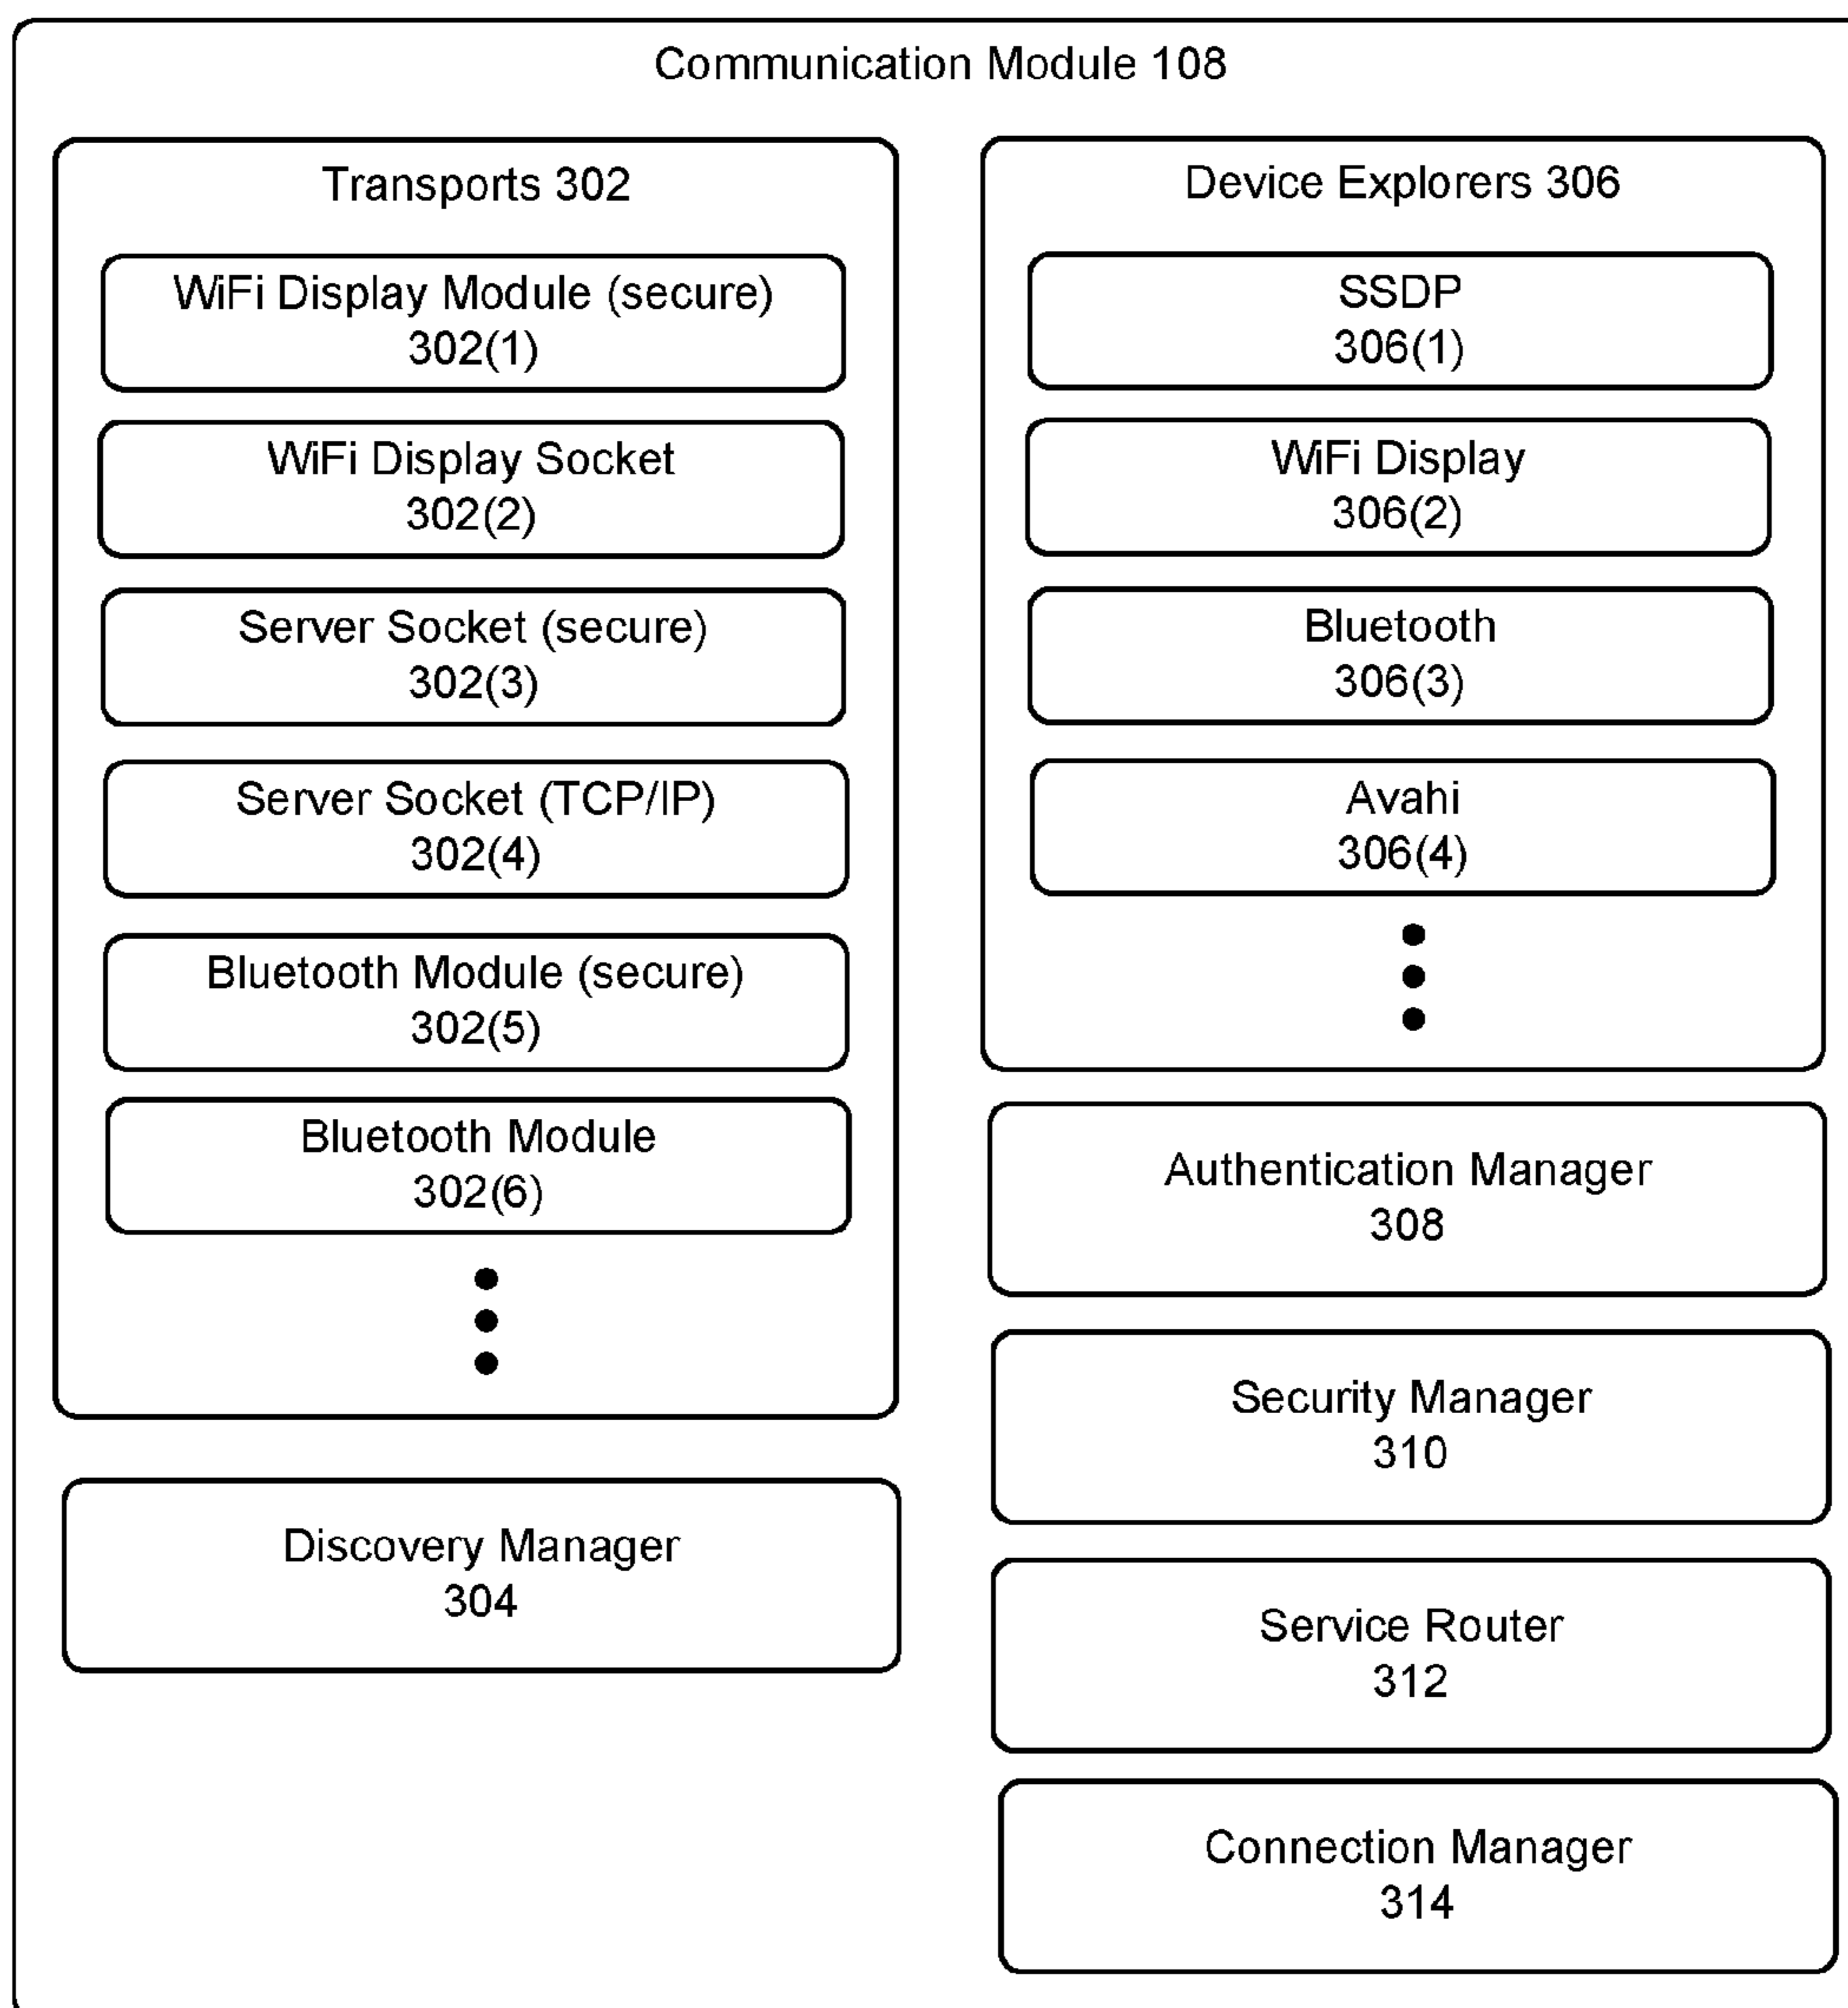 Communication Module 108
Transports 302
WiFi Display Module (secure)
302(1)
WiFi Display Socket
302(2)
Server Socket (secure)
302(3)
Server Socket (TCP/IP)
302(4)
Bluetooth Module (secure)
302(5)
Bluetooth Module
302(6)
Discovery Manager
304
Device Explorers 306
SSDP
306(1)
WiFi Display
306(2)
Bluetooth
306(3)
Avahi
306(4)
Authentication Manager
308
Security Manager
310
Service Router
312
Connection Manager
314